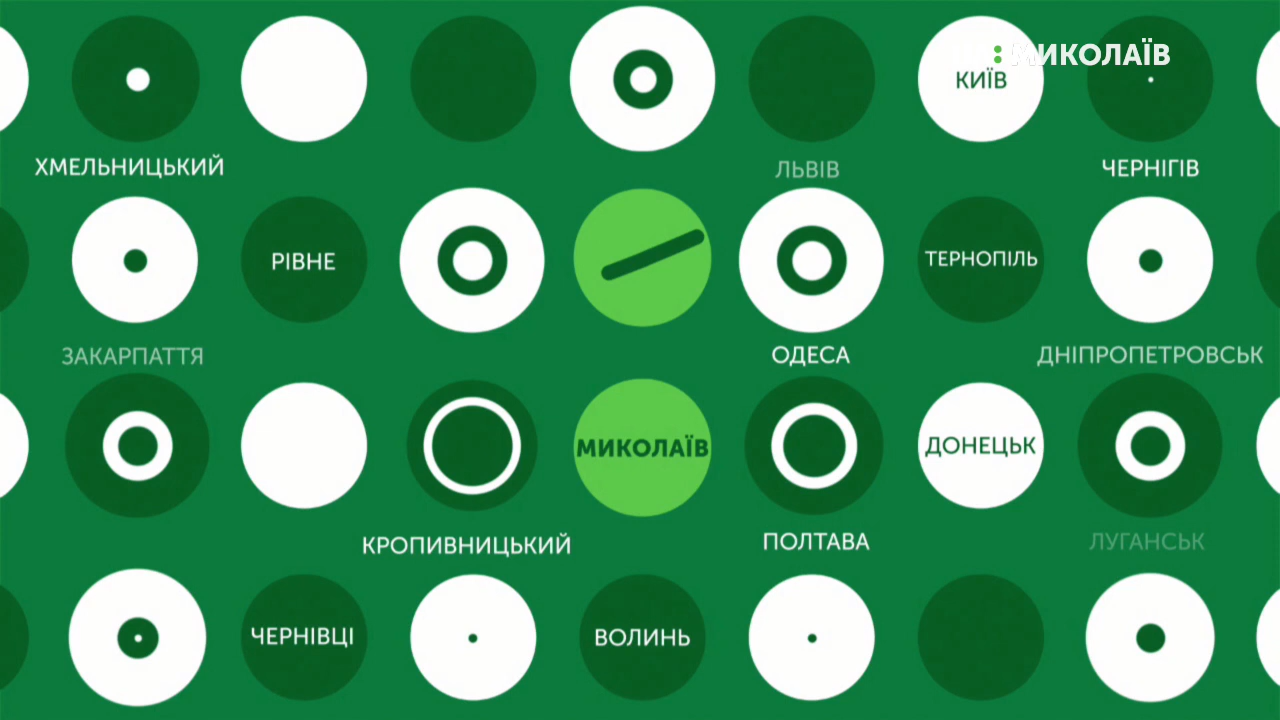 : МИКОЛАЇВ
КИЇВ
ХМЕЛЬНИЦЬКИЙ
ЛЬВІВ
ЧЕРНІГІВ
РІВНЕ
ТЕРНОПІЛЬ
ЗАКАРПАТТЯ
ОДЕСА
ДНІПРОПЕТРОВСЬК
МИКОЛАЇВ
ДОНЕЦЬК
КРОПИВНИЦЬКИЙ
ПОЛТАВА
ЛУГАНСЬК
ЧЕРНІВЦІ
ВОЛИНЬ